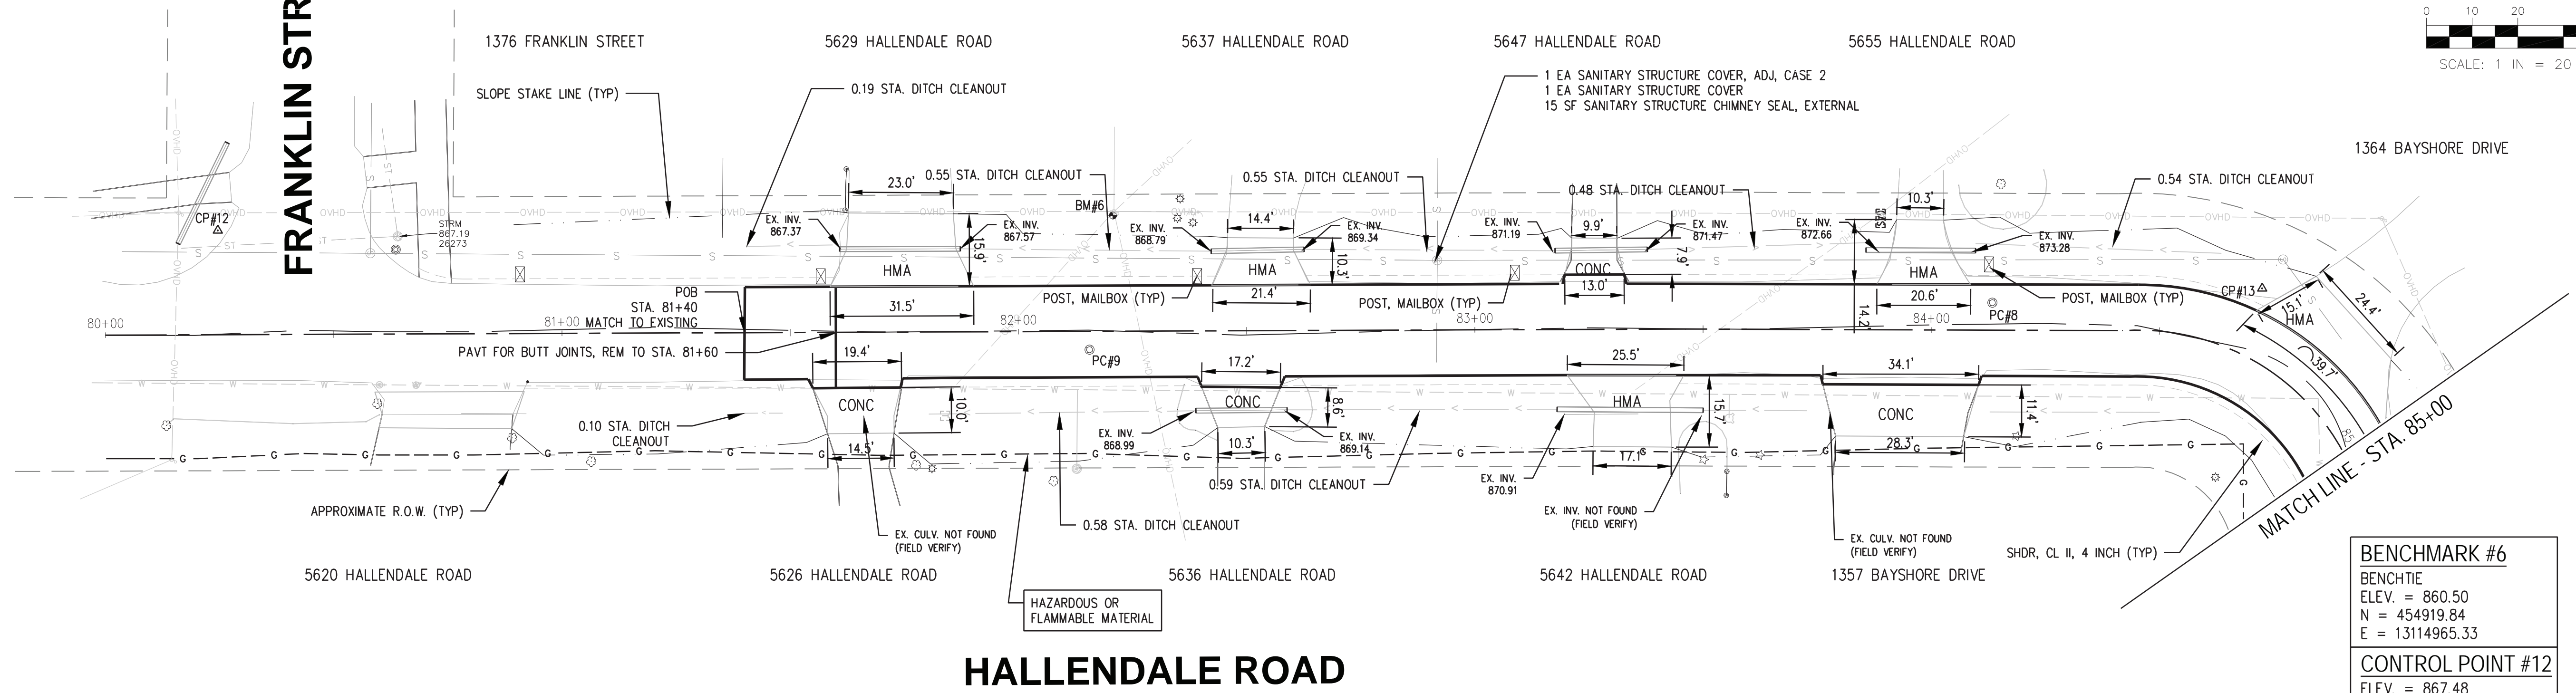 FRANKLIN STR
0 10 20
SCALE: 1 IN = 20
1376 FRANKLIN STREET
5629 HALLENDALE ROAD
5637 HALLENDALE ROAD
5647 HALLENDALE ROAD
5655 HALLENDALE ROAD
1364 BAYSHORE DRIVE
SLOPE STAKE LINE (TYP)
0.19 STA. DITCH CLEANOUT
1 EA SANITARY STRUCTURE COVER, ADJ, CASE 2
1 EA SANITARY STRUCTURE COVER
15 SF SANITARY STRUCTURE CHIMNEY SEAL, EXTERNAL
0.55 STA. DITCH CLEANOUT
0.55 STA. DITCH CLEANOUT
0.48 STA. DITCH CLEANOUT
0.54 STA. DITCH CLEANOUT
CP#12
STRM
867.19
26273
23.0'
EX. INV.
867.37
EX. INV.
867.57
15.9'
HMA
31.5'
BM#6
EX. INV.
868.79
14.4'
EX. INV.
869.34
10.3'
HMA
21.4'
EX. INV.
871.19
9.9'
EX. INV.
871.47
7.9'
CONC
13.0'
EX. INV.
872.66
10.3'
EX. INV.
873.28
14.2'
HMA
20.6'
POST, MAILBOX (TYP)
POST, MAILBOX (TYP)
POST, MAILBOX (TYP)
PC#8
CP#13
15.1'
24.4'
HMA
39.7'
POB
STA. 81+40
MATCH TO EXISTING
80+00
81+00
82+00
83+00
84+00
85
PAVT FOR BUTT JOINTS, REM TO STA. 81+60
PC#9
19.4'
CONC
10.0'
14.5'
17.2'
CONC
8.6'
10.3'
EX. INV.
868.99
EX. INV.
869.14
25.5'
HMA
15.7'
17.1'
34.1'
CONC
11.4'
28.3'
0.10 STA. DITCH
CLEANOUT
0.59 STA. DITCH CLEANOUT
EX. INV.
870.91
EX. INV. NOT FOUND
(FIELD VERIFY)
APPROXIMATE R.O.W. (TYP)
0.58 STA. DITCH CLEANOUT
EX. CULV. NOT FOUND
(FIELD VERIFY)
EX. CULV. NOT FOUND
(FIELD VERIFY)
SHDR, CL II, 4 INCH (TYP)
MATCH LINE - STA. 85+00
5620 HALLENDALE ROAD
5626 HALLENDALE ROAD
5636 HALLENDALE ROAD
5642 HALLENDALE ROAD
1357 BAYSHORE DRIVE
HAZARDOUS OR
FLAMMABLE MATERIAL
HALLENDALE ROAD
BENCHMARK #6
BENCHTIE
ELEV. = 860.50
N = 454919.84
E = 13114965.33
CONTROL POINT #12
ELEV. = 867.48